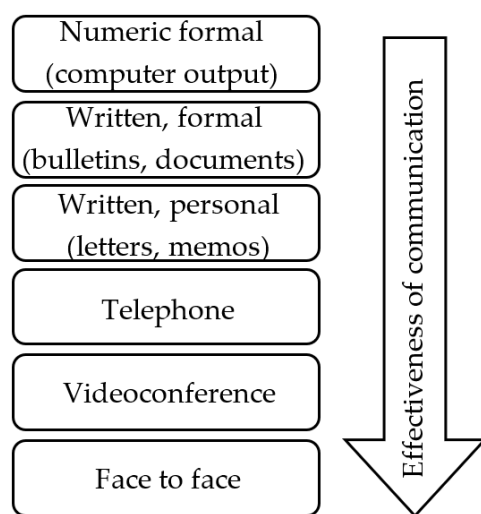 Numeric formal
(computer output)
Written, formal
(bulletins, documents)
Written, personal
(letters, memos)
Telephone
Videoconference
Face to face
Effectiveness of communication